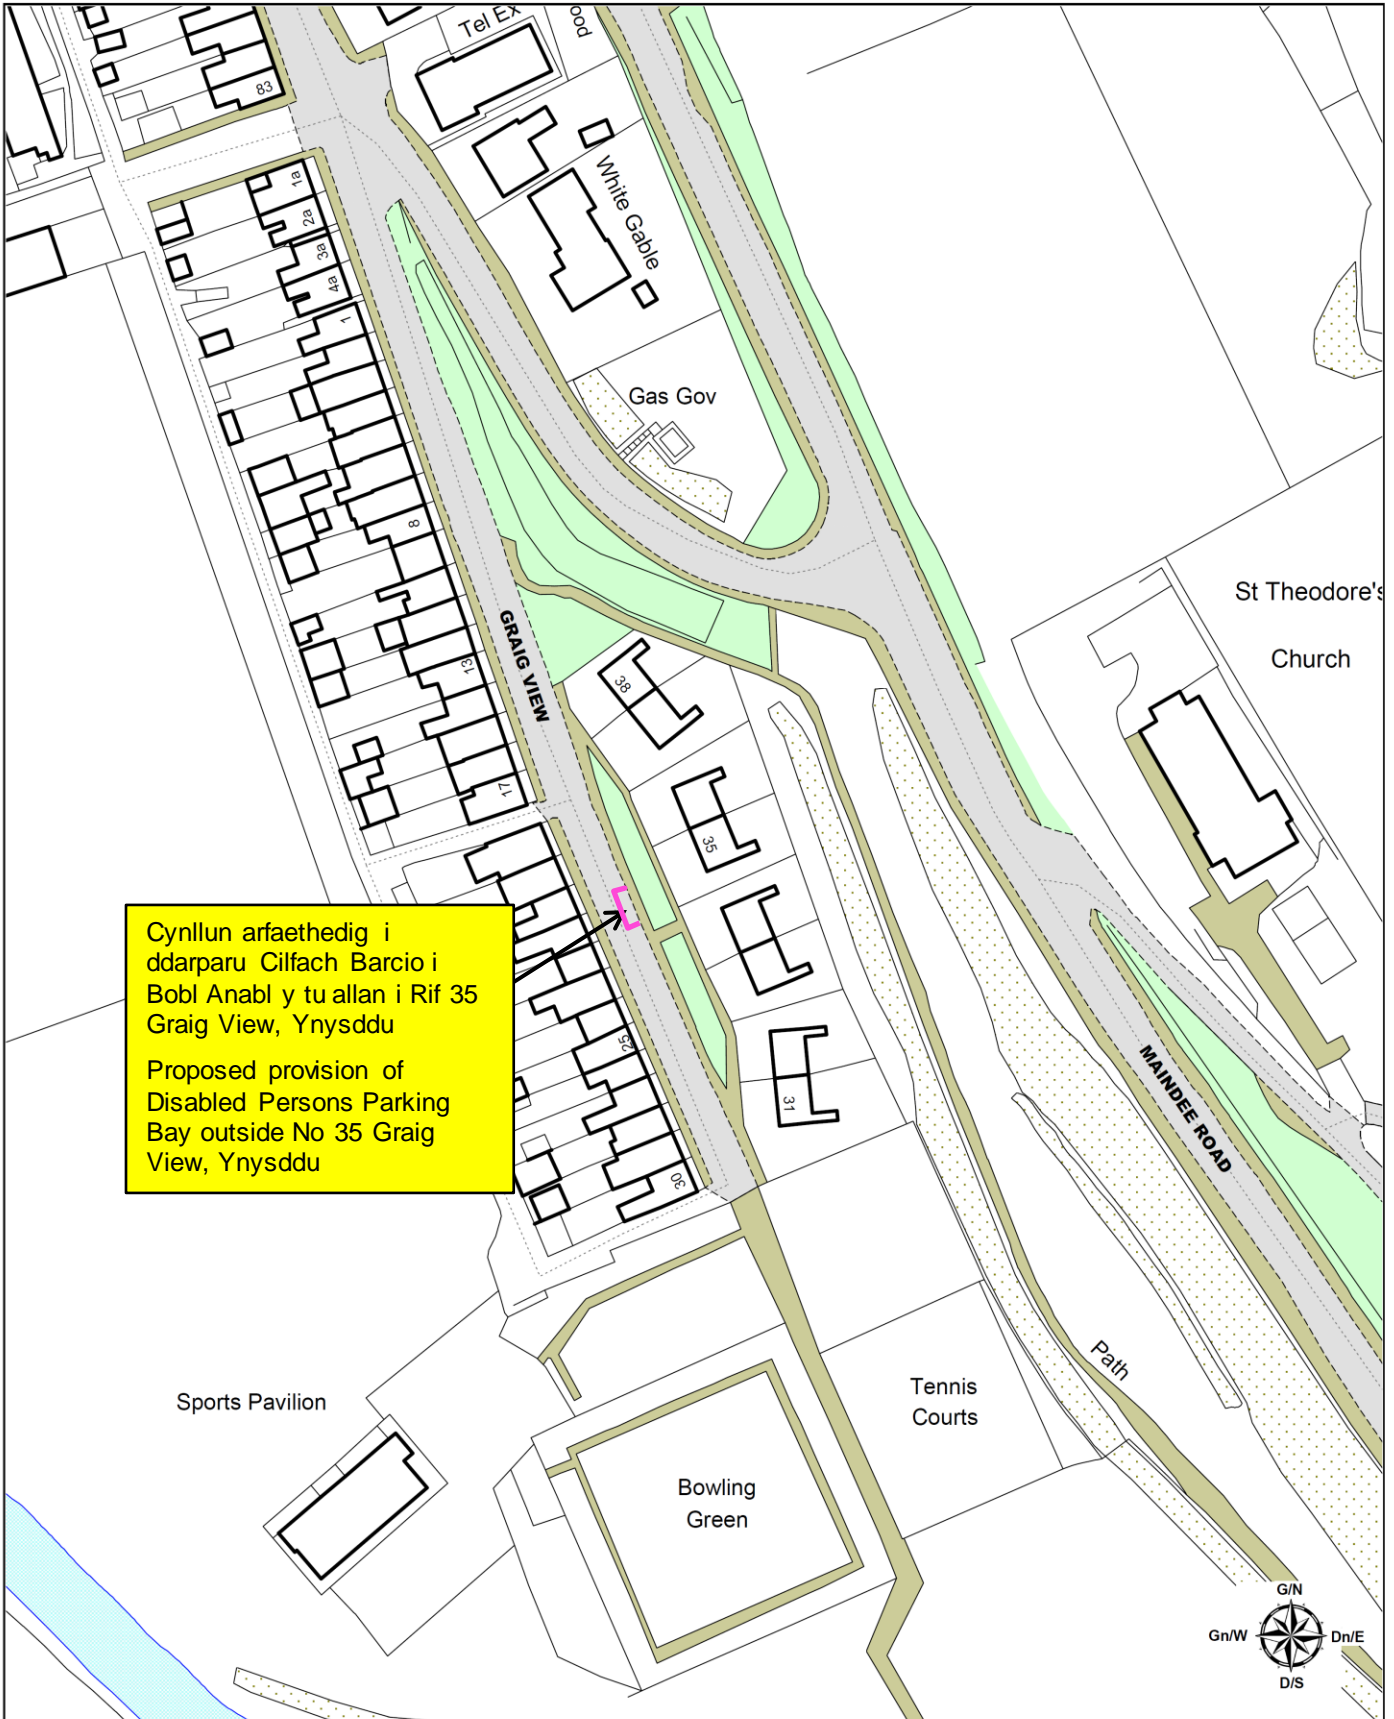 Tel Ex
ood
83
White Gable
1a
2a
3a
4a
1
Gas Gov
8
St Theodore's
Church
GRAIG VIEW
38
13
17
35
Cynllun arfaethedig i
ddarparu Cilfach Barcio i
Bobl Anabl y tu allan i Rif 35
Graig View, Ynysddu
Proposed provision of
Disabled Persons Parking
Bay outside No 35 Graig
View, Ynysddu
25
31
MAINDEE ROAD
30
Path
Sports Pavilion
Tennis
Courts
Bowling
Green
G/N
Gn/W
Dn/E
D/S